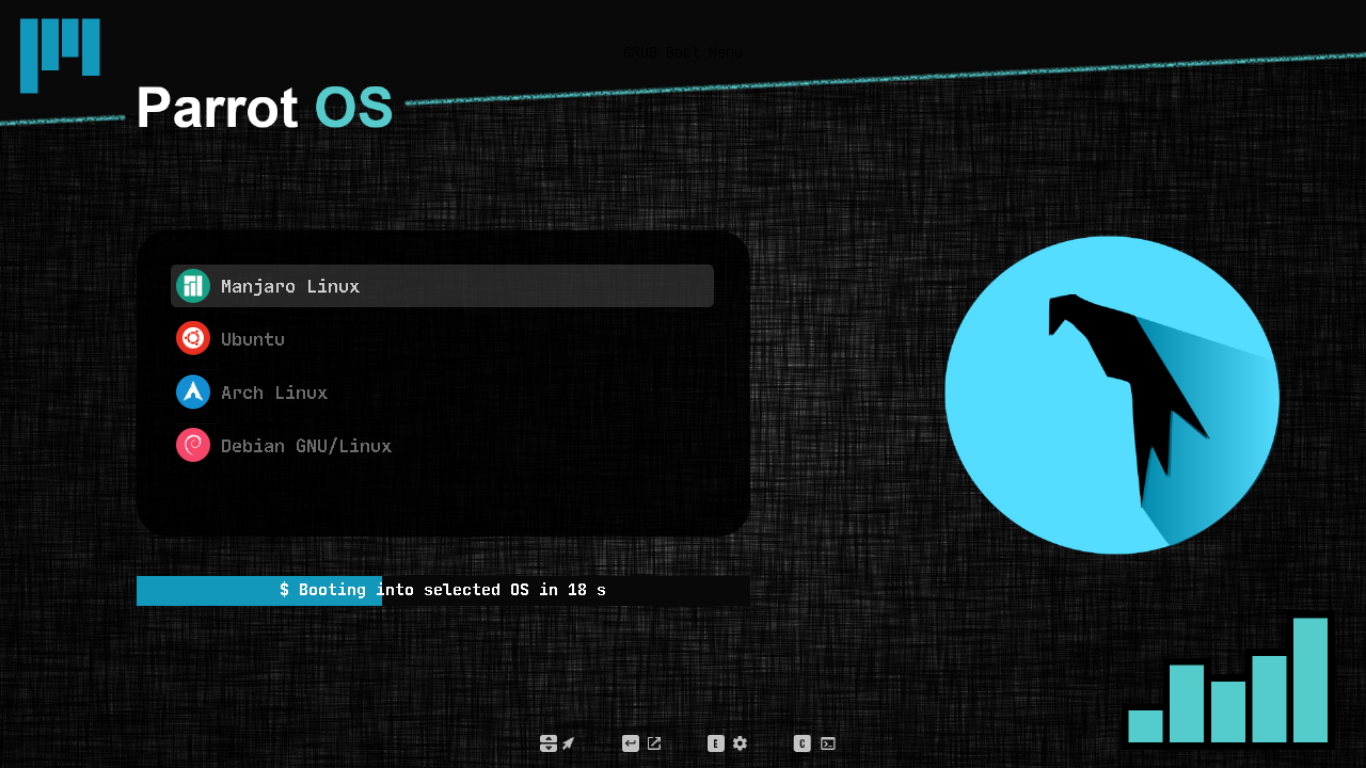 GRUB Boot Menu
Parrot OS
Manjaro Linux
Ubuntu
Arch Linux
Debian GNU/Linux
$ Booting into selected OS in 18 s
E
C